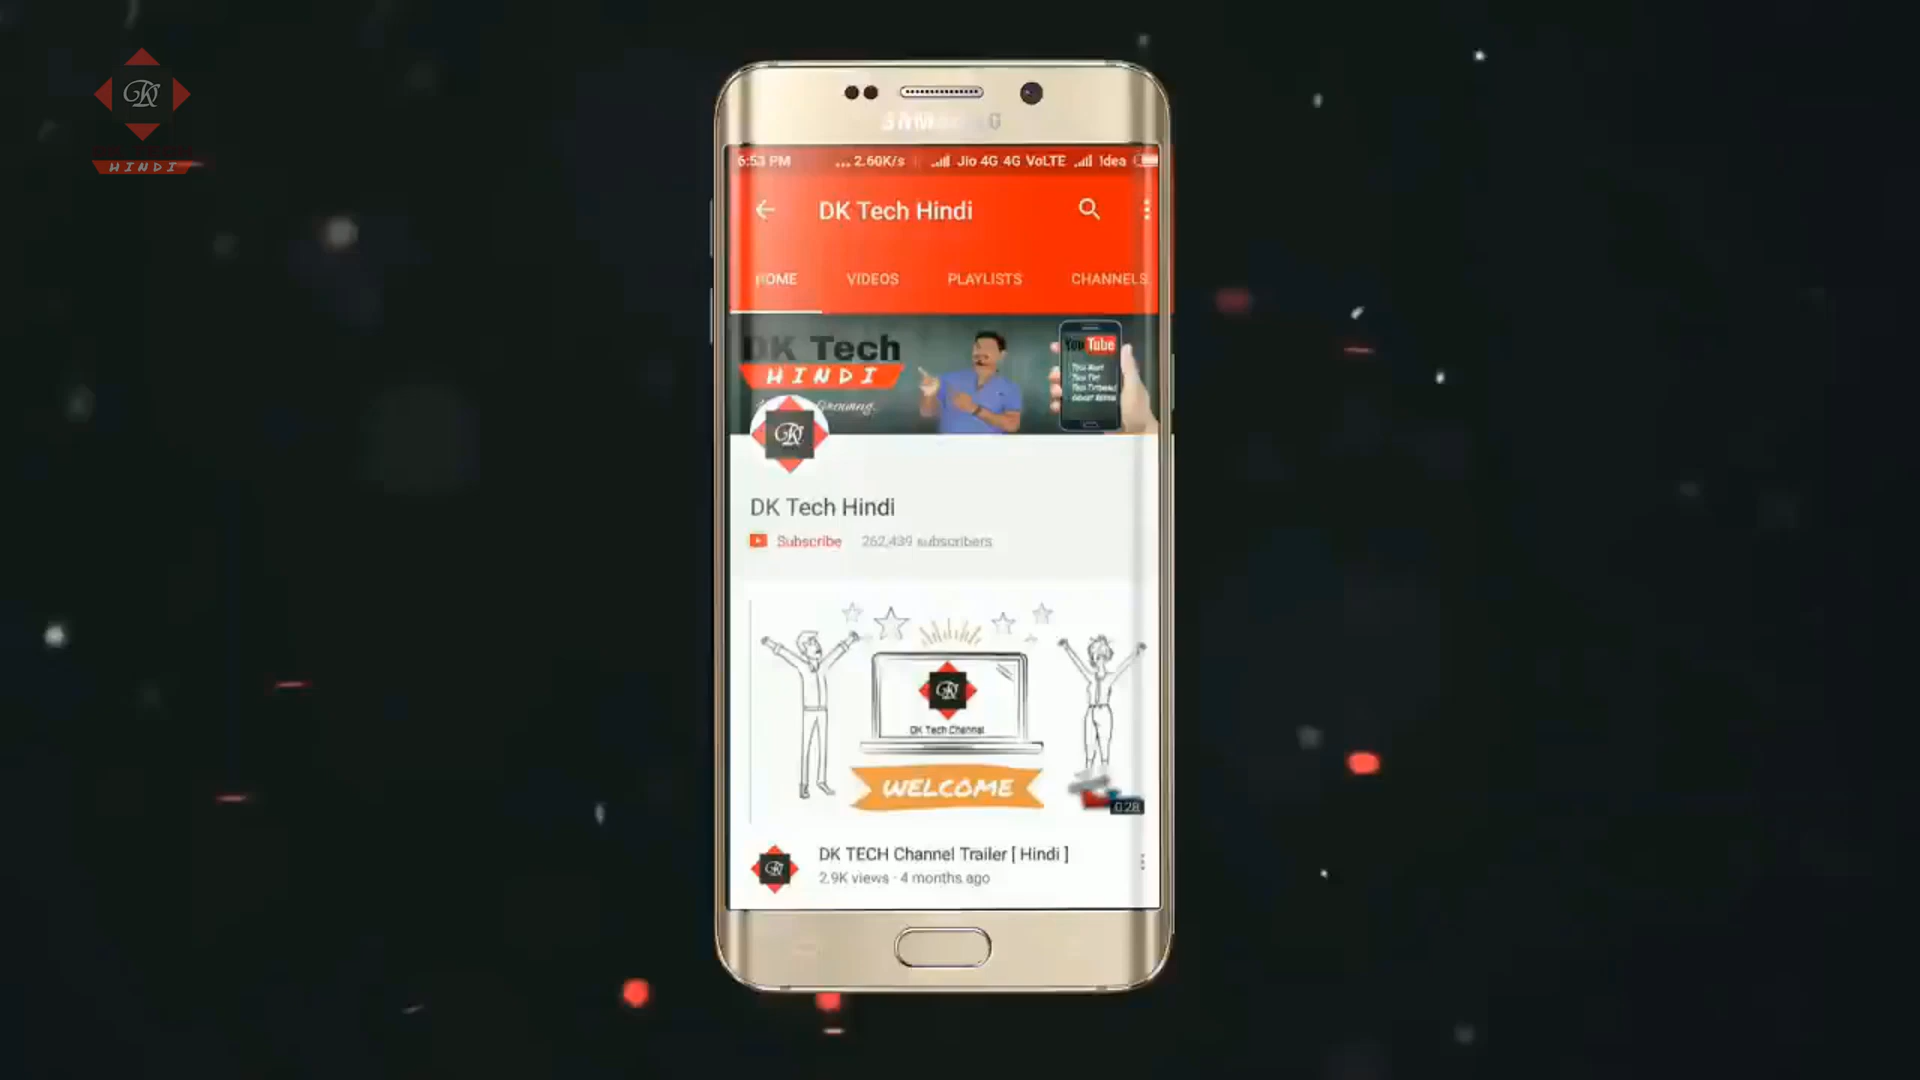 HINDI
SAMSUNG
6:53 PM ... 2.60K/s Jio 4G 4G VoLTE Idea
DK Tech Hindi
HOME VIDEOS PLAYLISTS CHANNELS
DK Tech
HINDI
YouTube
DK Tech Hindi
Subscribe 262,439 subscribers
DK Tech Channel
WELCOME
0:28
DK TECH Channel Trailer [ Hindi ]
2.9K views · 4 months ago